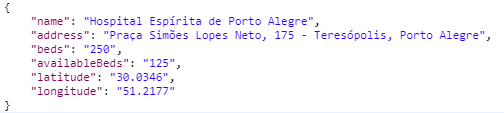 {
"name": "Hospital Espírita de Porto Alegre",
"address": "Praça Simões Lopes Neto, 175 - Teresópolis, Porto Alegre",
"beds": "250",
"availableBeds": "125",
"latitude": "30.0346",
"longitude": "51.2177"
}